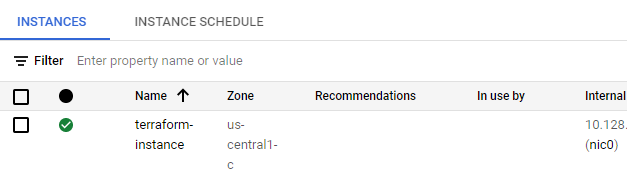 INSTANCES INSTANCE SCHEDULE
Filter Enter property name or value
Name Zone Recommendations In use by Internal
terraform- us- 10.128.
instance central1- (nic0)
c